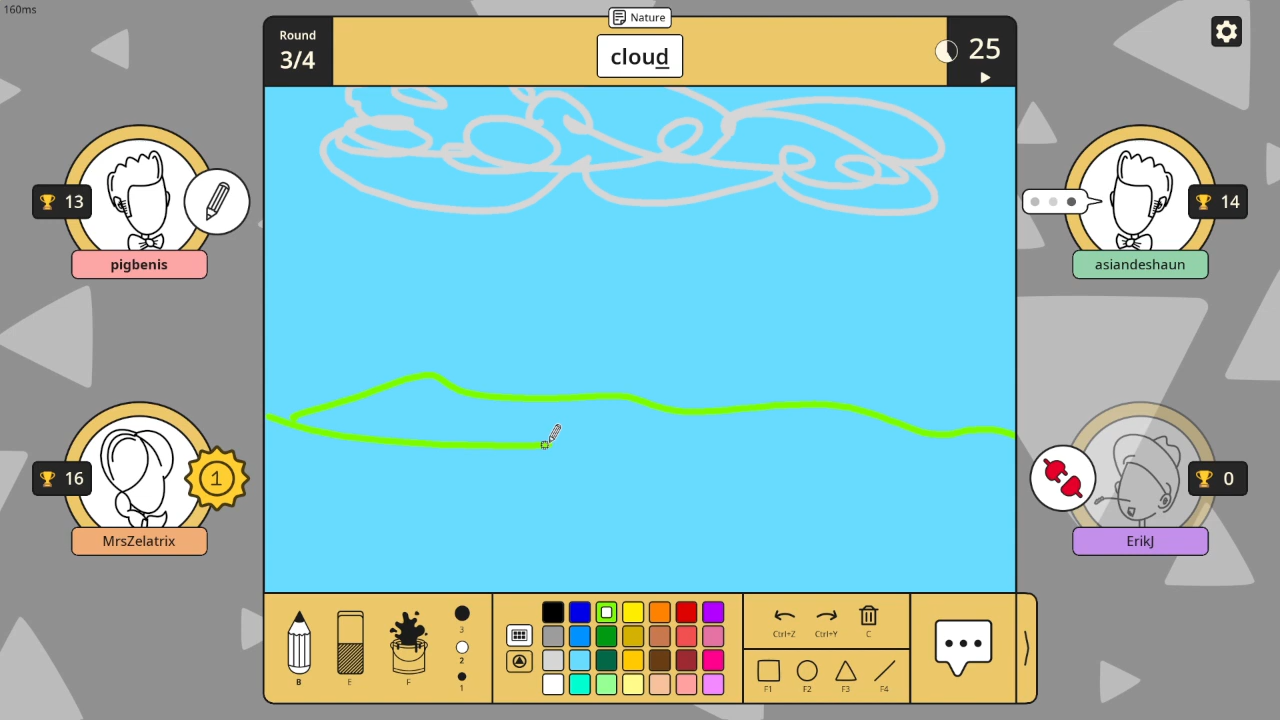 160ms
Nature
Round
3/4
cloud
25
13
pigbenis
14
asiandeshaun
16
1
MrsZelatrix
0
ErikJ
B
E
F
3
2
1
Ctrl+Z
Ctrl+Y
C
F1
F2
F3
F4